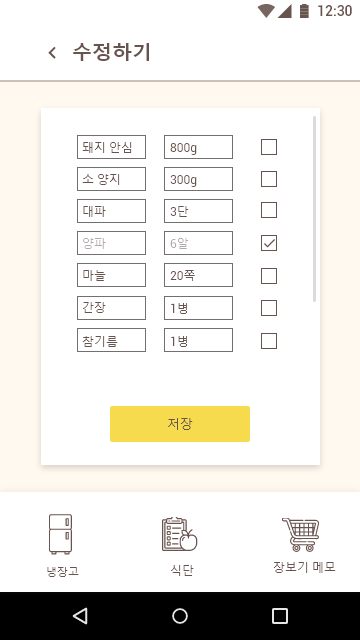 12:30
수정하기
돼지 안심 800g
소 양지 300g
대파 3단
양파 6알
마늘 20쪽
간장 1병
참기름 1병
저장
냉장고 식단 장보기 메모